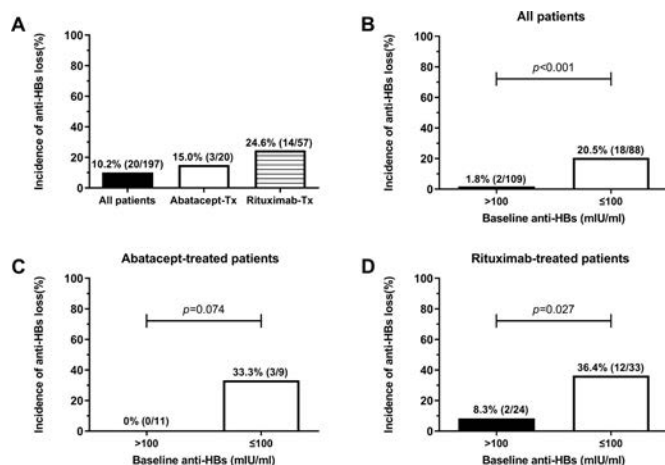 A
Incidence of anti-HBs loss(%)
100
80
60
40
20
0
10.2% (20/197)
15.0% (3/20)
24.6% (14/57)
All patients
Abatacept-Tx
Rituximab-Tx
B
All patients
Incidence of anti-HBs loss(%)
100
80
60
40
20
0
p<0.001
1.8% (2/109)
20.5% (18/88)
>100
≤100
Baseline anti-HBs (mIU/ml)
C
Abatacept-treated patients
Incidence of anti-HBs loss(%)
100
80
60
40
20
0
p=0.074
0% (0/11)
33.3% (3/9)
>100
≤100
Baseline anti-HBs (mIU/ml)
D
Rituximab-treated patients
Incidence of anti-HBs loss(%)
100
80
60
40
20
0
p=0.027
8.3% (2/24)
36.4% (12/33)
>100
≤100
Baseline anti-HBs (mIU/ml)